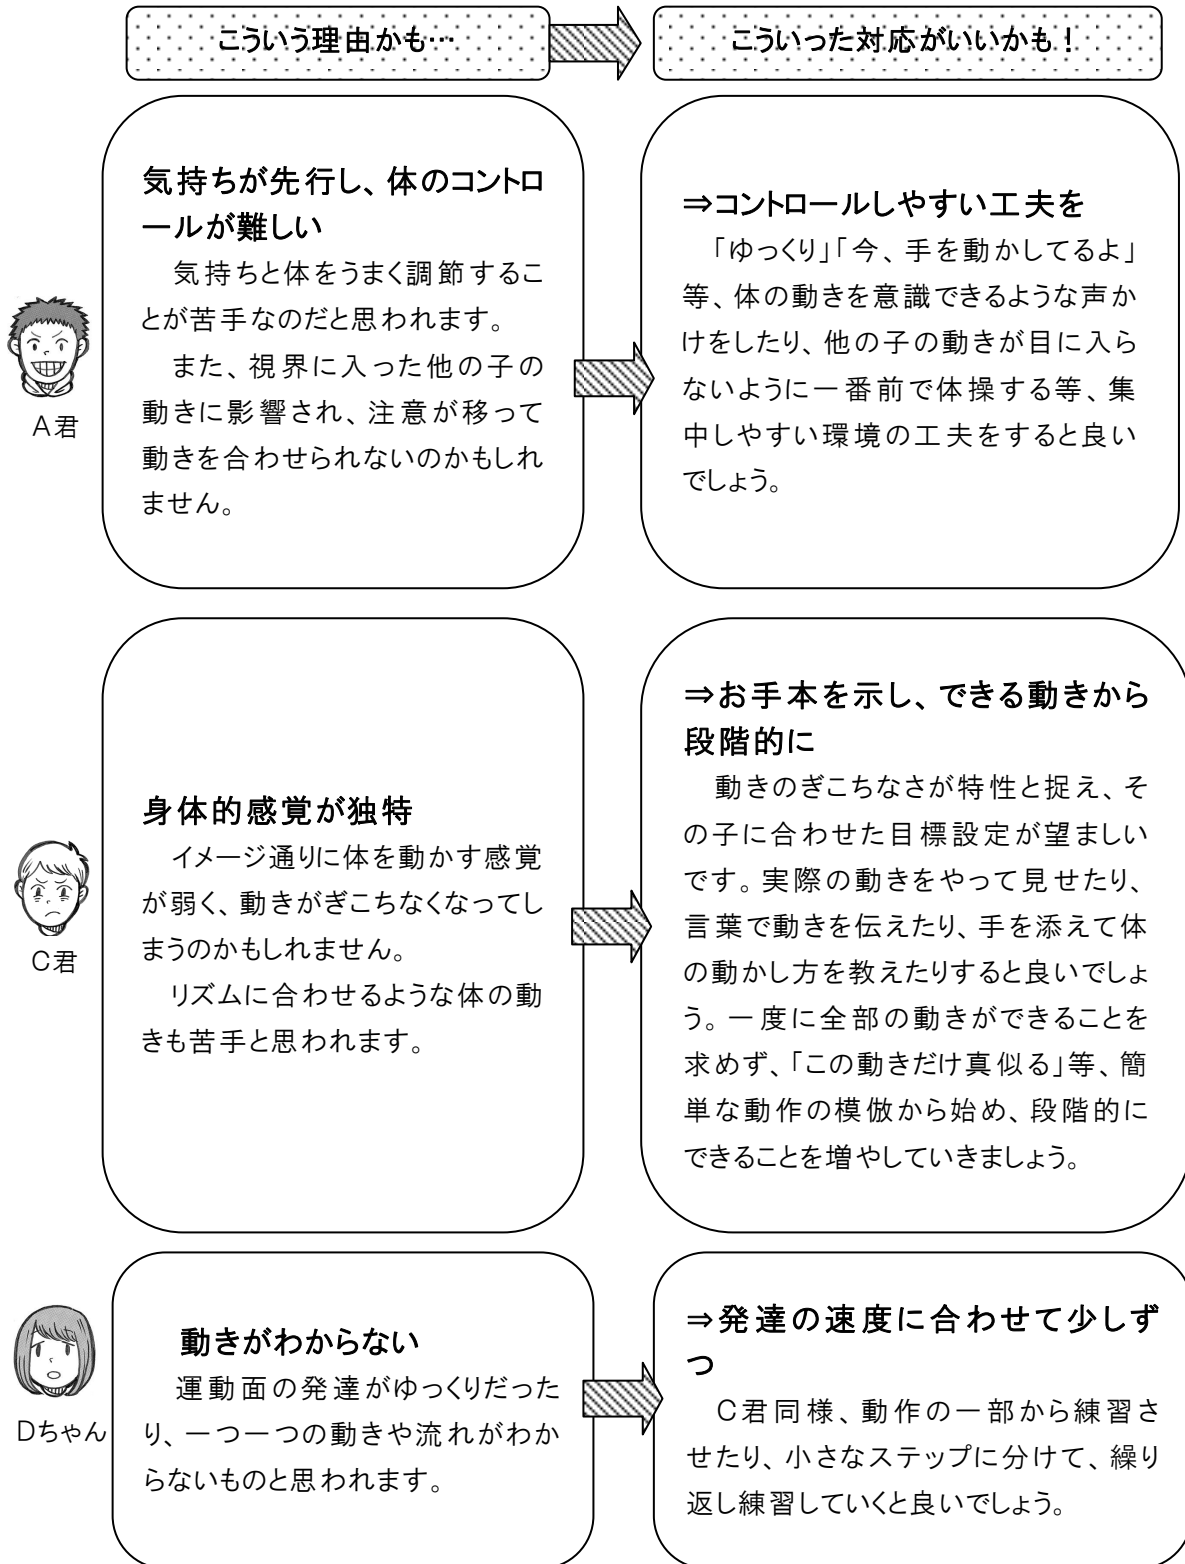 こういう理由かも…
こういった対応がいいかも！
気持ちが先行し、体のコントロ
ールが難しい
気持ちと体をうまく調節するこ
とが苦手なのだと思われます。
また、視界に入った他の子の
動きに影響され、注意が移って
動きを合わせられないのかもしれ
ません。
A君
⇒コントロールしやすい工夫を
「ゆっくり」「今、手を動かしてるよ」
等、体の動きを意識できるような声か
けをしたり、他の子の動きが目に入ら
ないように一番前で体操する等、集
中しやすい環境の工夫をすると良い
でしょう。
身体的感覚が独特
イメージ通りに体を動かす感覚
が弱く、動きがぎこちなくなってし
まうのかもしれません。
リズムに合わせるような体の動
きも苦手と思われます。
C君
⇒お手本を示し、できる動きから
段階的に
動きのぎこちなさが特性と捉え、そ
の子に合わせた目標設定が望ましい
です。実際の動きをやって見せたり、
言葉で動きを伝えたり、手を添えて体
の動かし方を教えたりすると良いでしょ
う。一度に全部の動きができることを
求めず、「この動きだけ真似る」等、簡
単な動作の模倣から始め、段階的に
できることを増やしていきましょう。
動きがわからない
運動面の発達がゆっくりだった
り、一つ一つの動きや流れがわか
らないものと思われます。
Dちゃん
⇒発達の速度に合わせて少しず
つ
C君同様、動作の一部から練習さ
せたり、小さなステップに分けて、繰り
返し練習していくと良いでしょう。